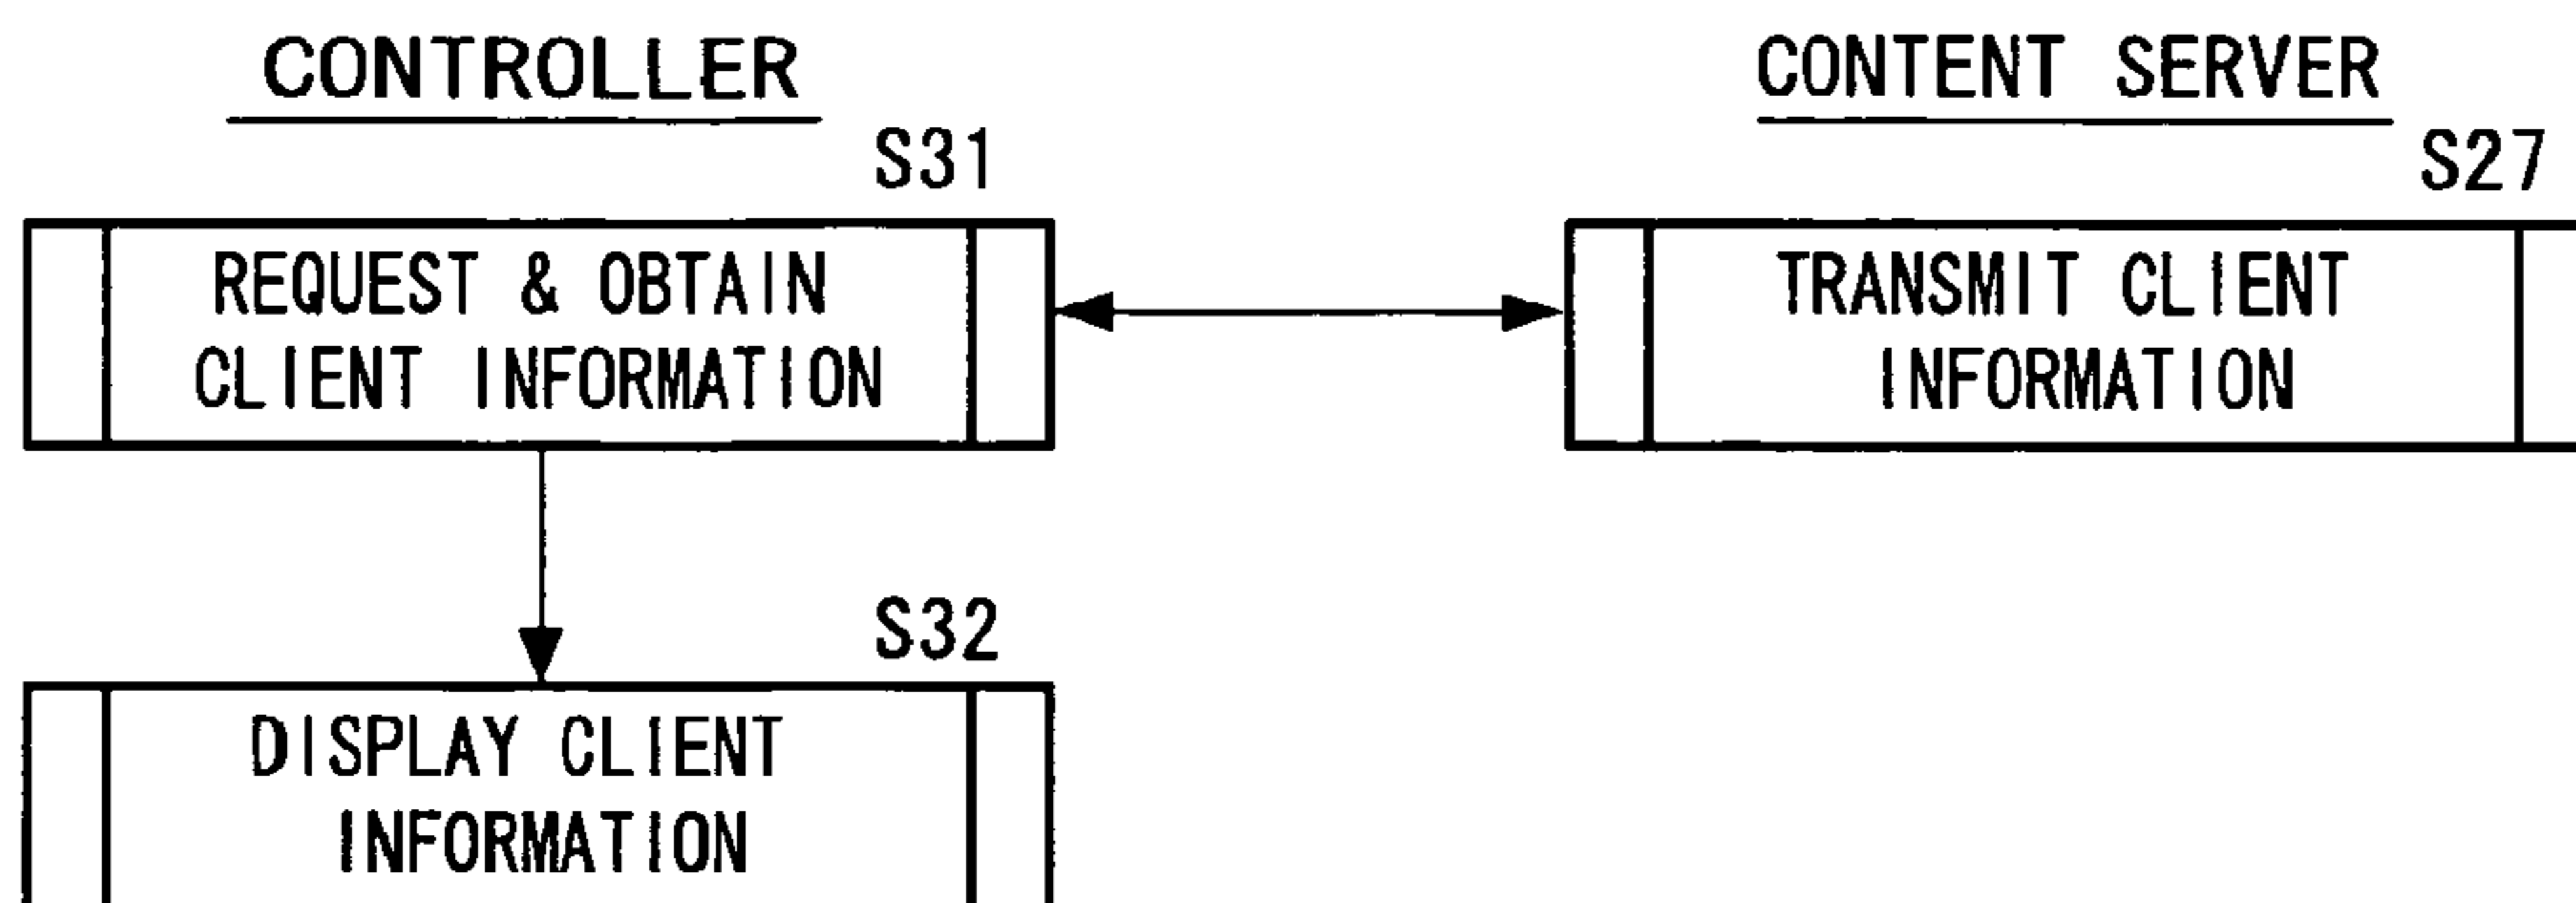 CONTROLLER
CONTENT SERVER
S31
S27
REQUEST & OBTAIN
CLIENT INFORMATION
TRANSMIT CLIENT
INFORMATION
S32
DISPLAY CLIENT
INFORMATION